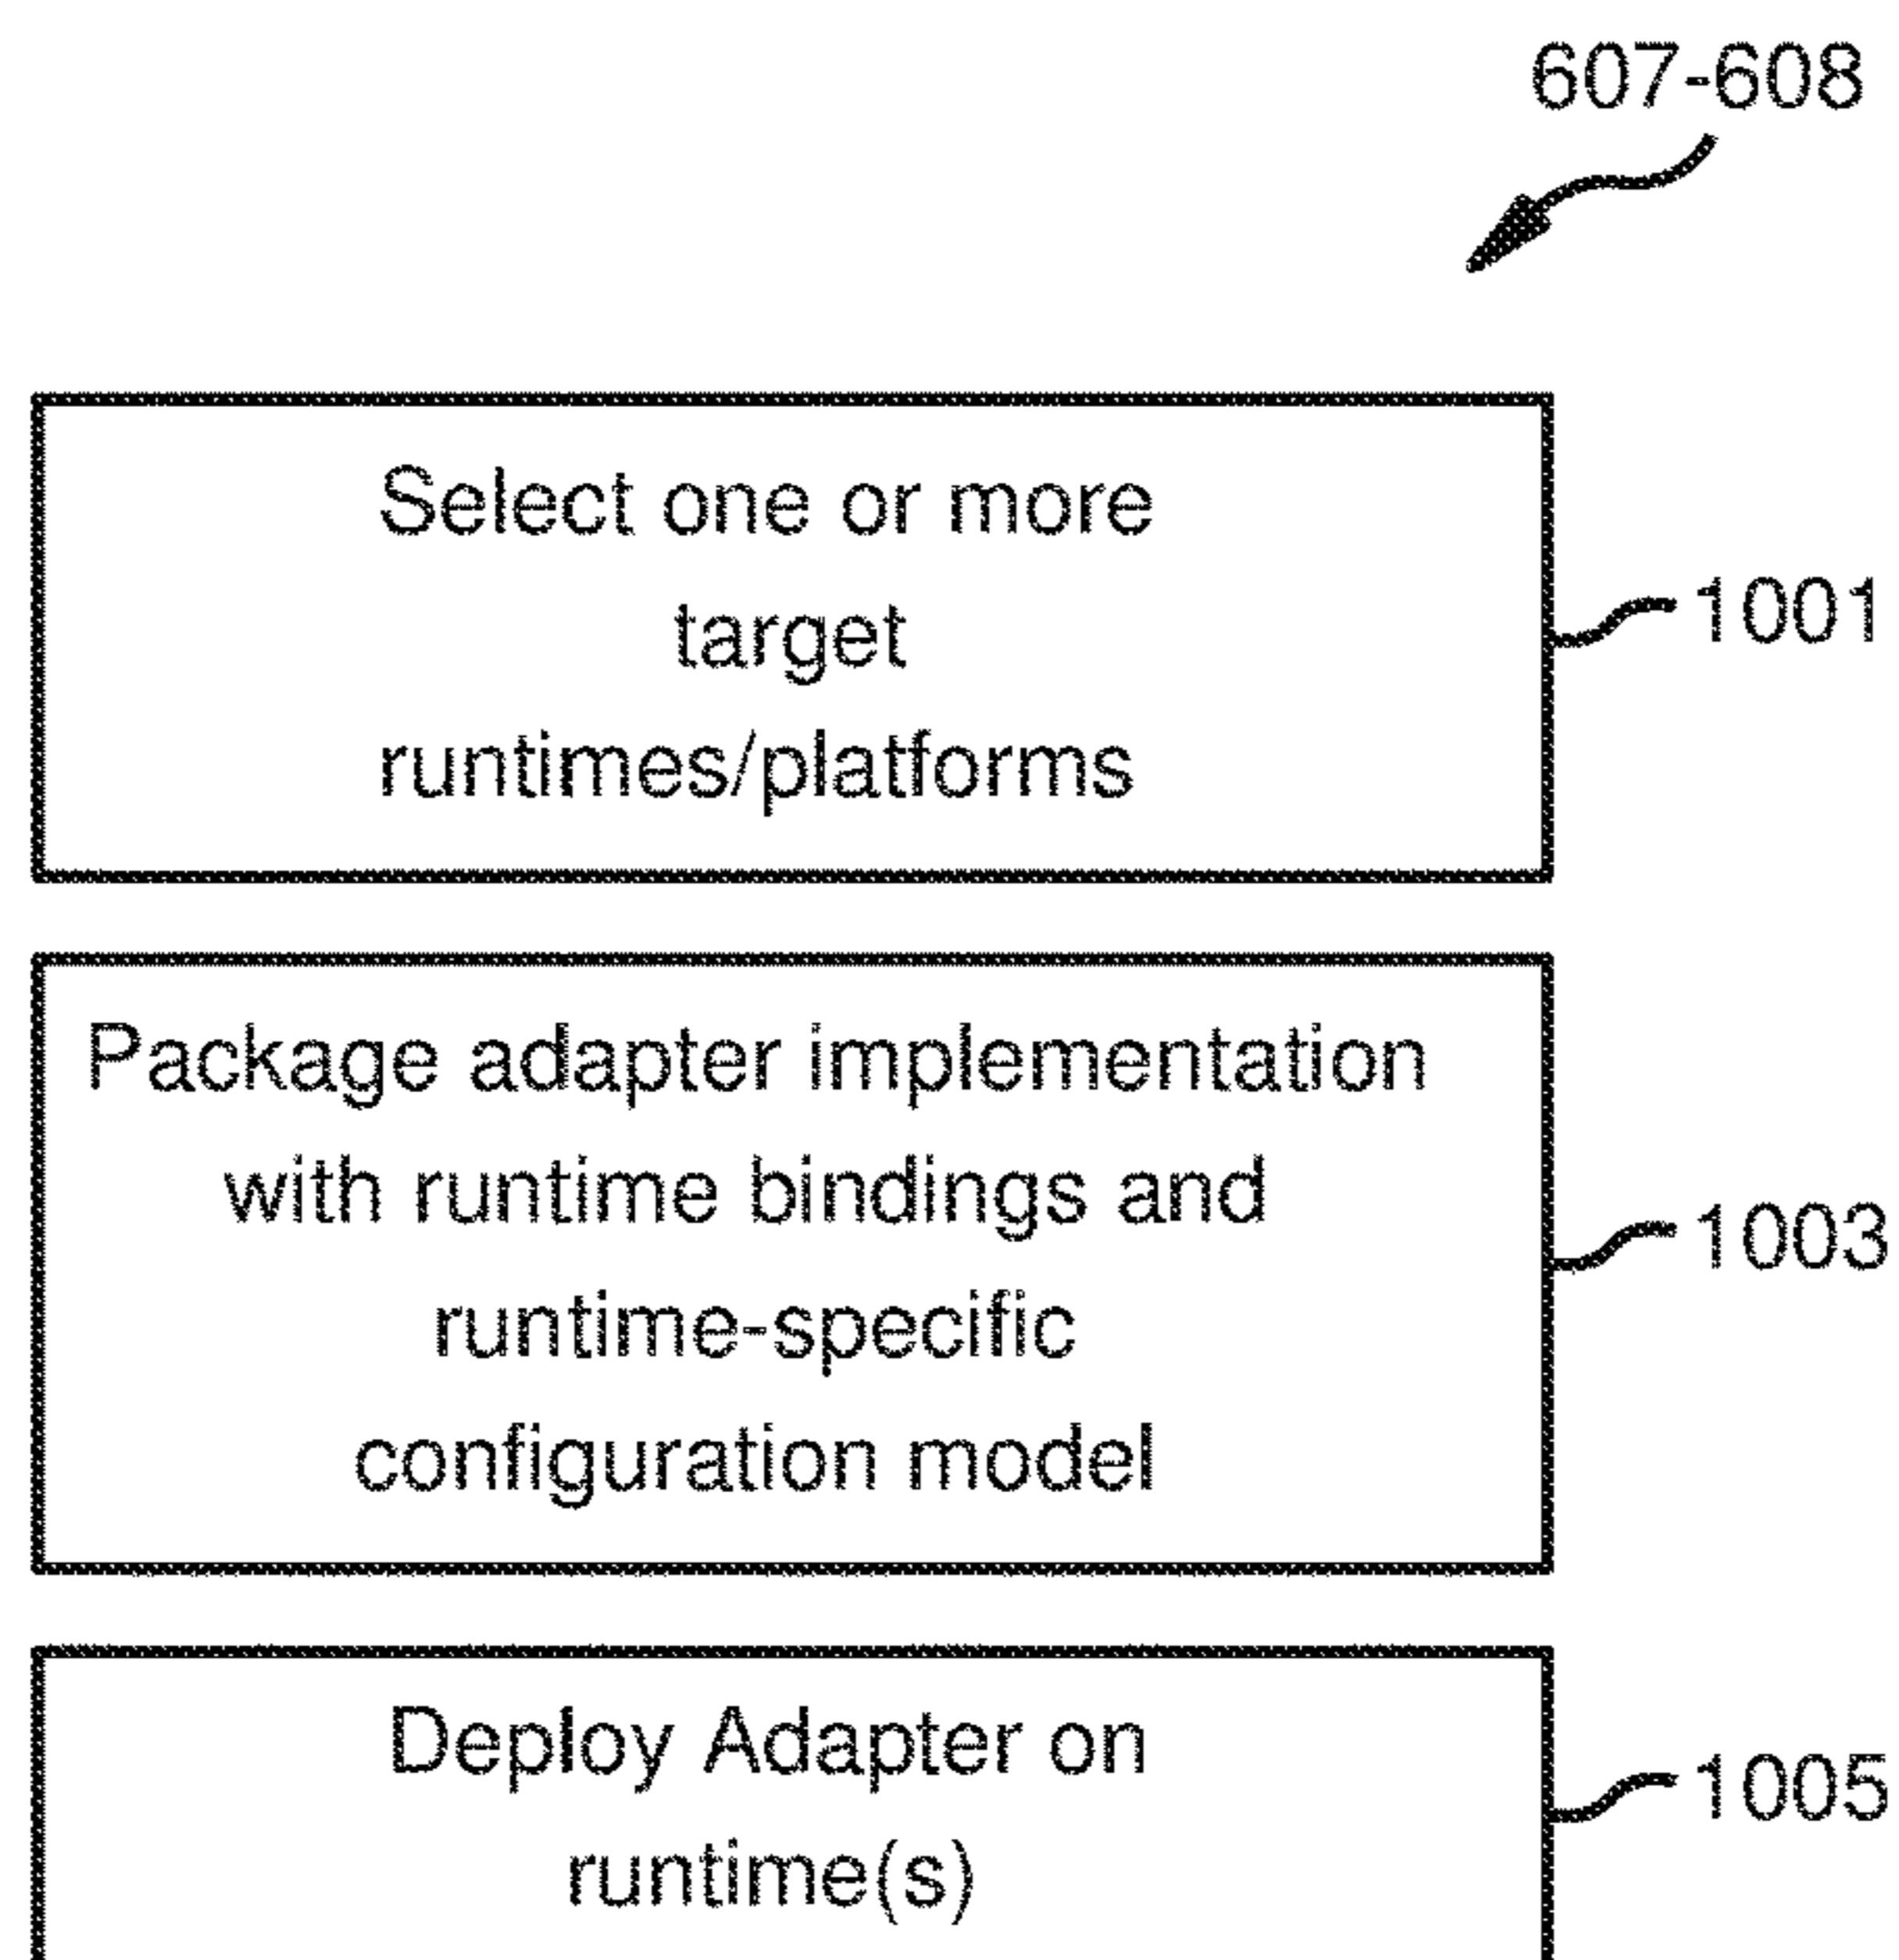 607-608
Select one or more
target
runtimes/platforms
1001
Package adapter implementation
with runtime bindings and
runtime-specific
configuration model
1003
Deploy Adapter on
runtime(s)
1005